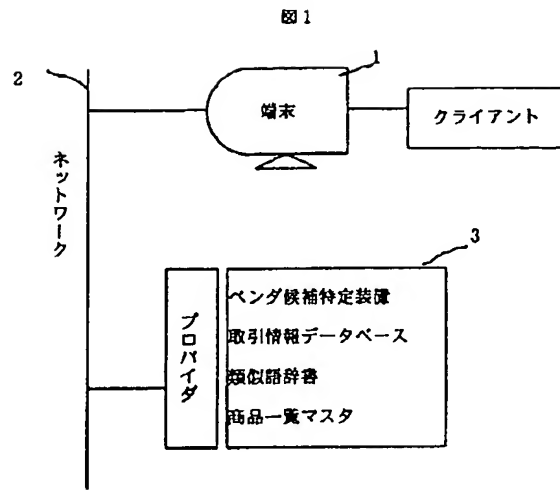 図1
2
1
端末
クライアント
ネットワーク
3
プロバイダ
ベンダ候補特定装置
取引情報データベース
類似語辞書
商品一覧マスタ